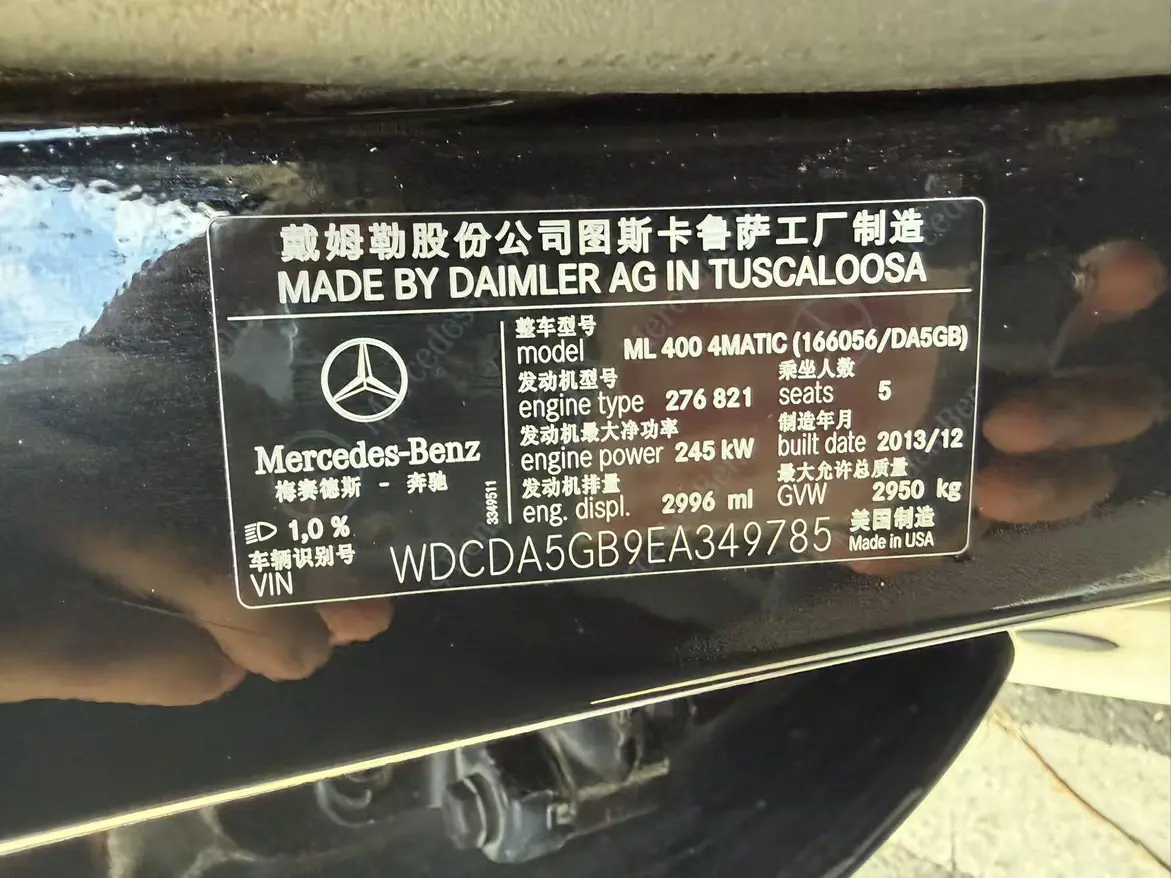 戴姆勒股份公司图斯卡鲁萨工厂制造
MADE BY DAIMLER AG IN TUSCALOOSA
Mercedes-Benz
梅赛德斯 - 奔驰
1,0 %
3349511
整车型号
model ML 400 4MATIC (166056/DA5GB)
发动机型号 乘坐人数
engine type 276 821 seats 5
发动机最大净功率 制造年月
engine power 245 kW built date 2013/12
发动机排量 最大允许总质量
eng. displ. 2996 ml GVW 2950 kg
车辆识别号 美国制造
VIN WDCDA5GB9EA349785 Made in USA